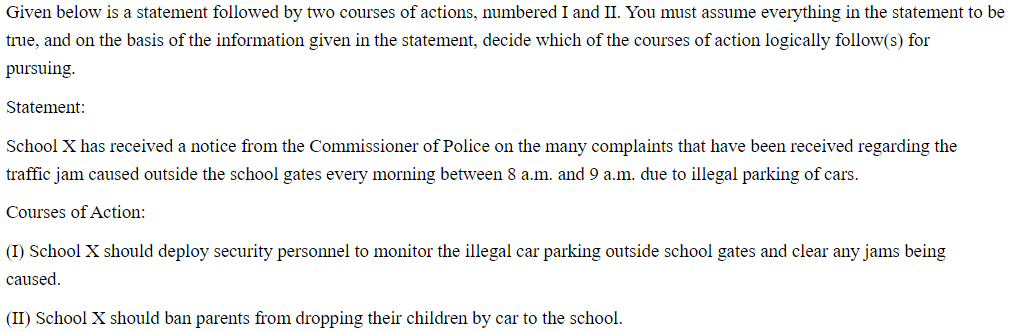 Given below is a statement followed by two courses of actions, numbered I and II. You must assume everything in the statement to be
true, and on the basis of the information given in the statement, decide which of the courses of action logically follow(s) for
pursuing.
Statement:
School X has received a notice from the Commissioner of Police on the many complaints that have been received regarding the
traffic jam caused outside the school gates every morning between 8 a.m. and 9 a.m. due to illegal parking of cars.
Courses of Action:
(I) School X should deploy security personnel to monitor the illegal car parking outside school gates and clear any jams being
caused.
(II) School X should ban parents from dropping their children by car to the school.